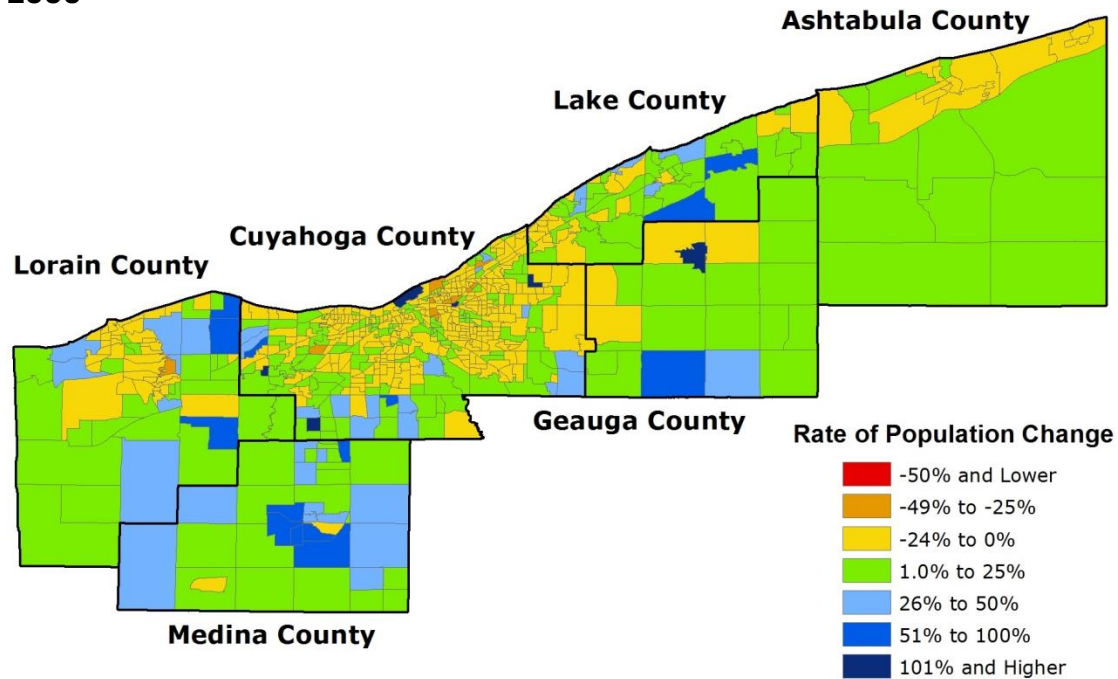 Ashtabula County
Lake County
Cuyahoga County
Lorain County
Geauga County
Medina County
Rate of Population Change
-50% and Lower
-49% to -25%
-24% to 0%
1.0% to 25%
26% to 50%
51% to 100%
101% and Higher